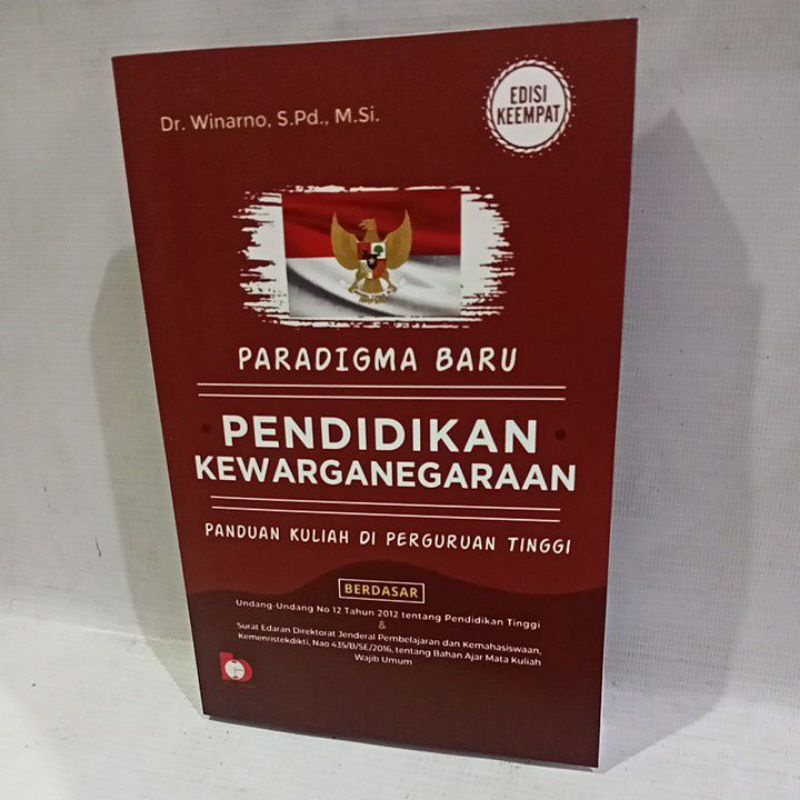 Dr. Winarno, S.Pd., M.Si.
EDISI
KEEMPAT
PARADIGMA BARU
PENDIDIKAN
KEWARGANEGARAAN
PANDUAN KULIAH DI PERGURUAN TINGGI
BERDASAR
Undang-Undang No 12 Tahun 2012 tentang Pendidikan Tinggi
&
Surat Edaran Direktorat Jenderal Pembelajaran dan Kemahasiswaan,
Kemenristekdikti, Nao 435/B/SE/2016, tentang Bahan Ajar Mata Kuliah
Wajib Umum